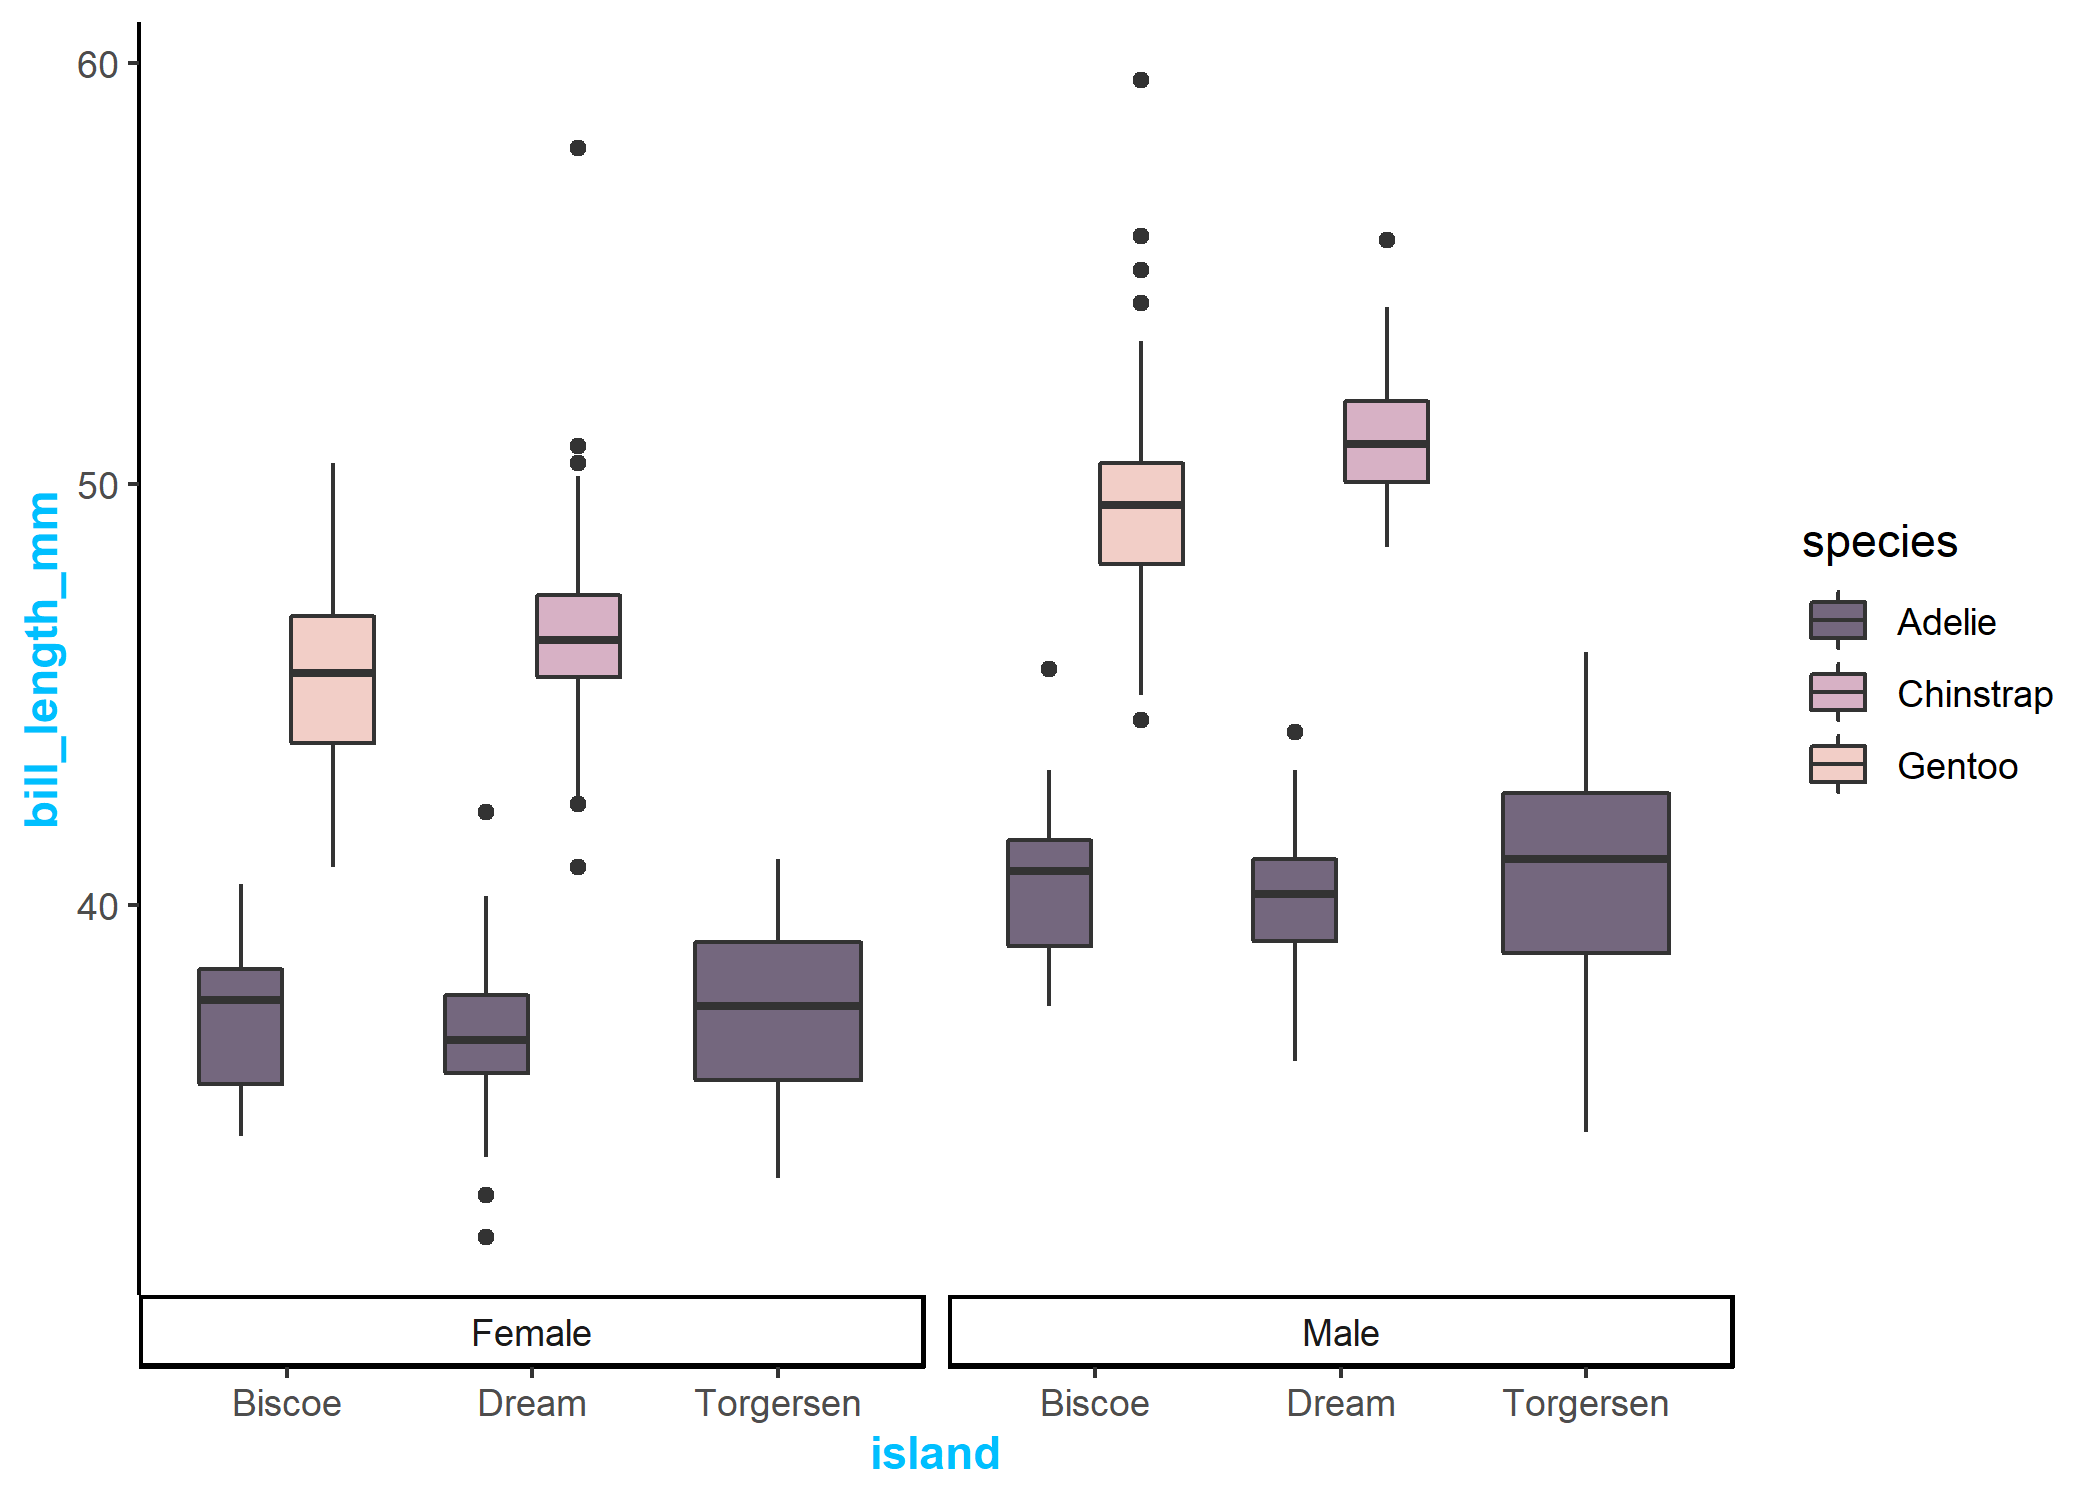 60
50
40
bill_length_mm
Female
Male
Biscoe
Dream
Torgersen
Biscoe
Dream
Torgersen
island
species
Adelie
Chinstrap
Gentoo